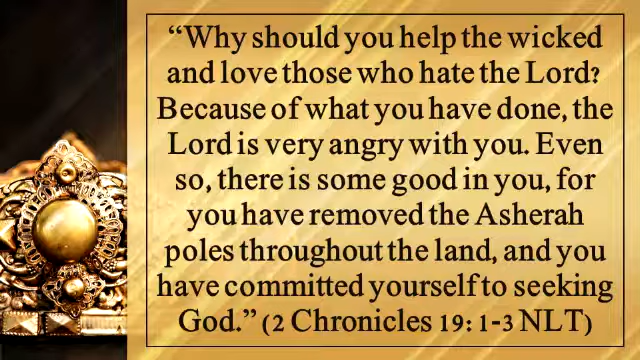 “Why should you help the wicked
and love those who hate the Lord?
Because of what you have done, the
Lord is very angry with you. Even
so, there is some good in you, for
you have removed the Asherah
poles throughout the land, and you
have committed yourself to seeking
God.” (2 Chronicles 19: 1-3 NLT)